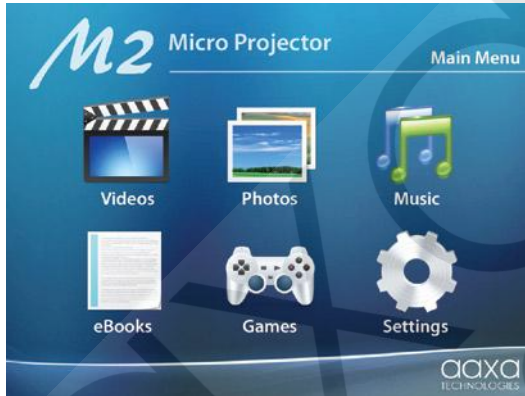 M2 Micro Projector
Main Menu
Videos
Photos
Music
eBooks
Games
Settings
aaxa
TECHNOLOGIES